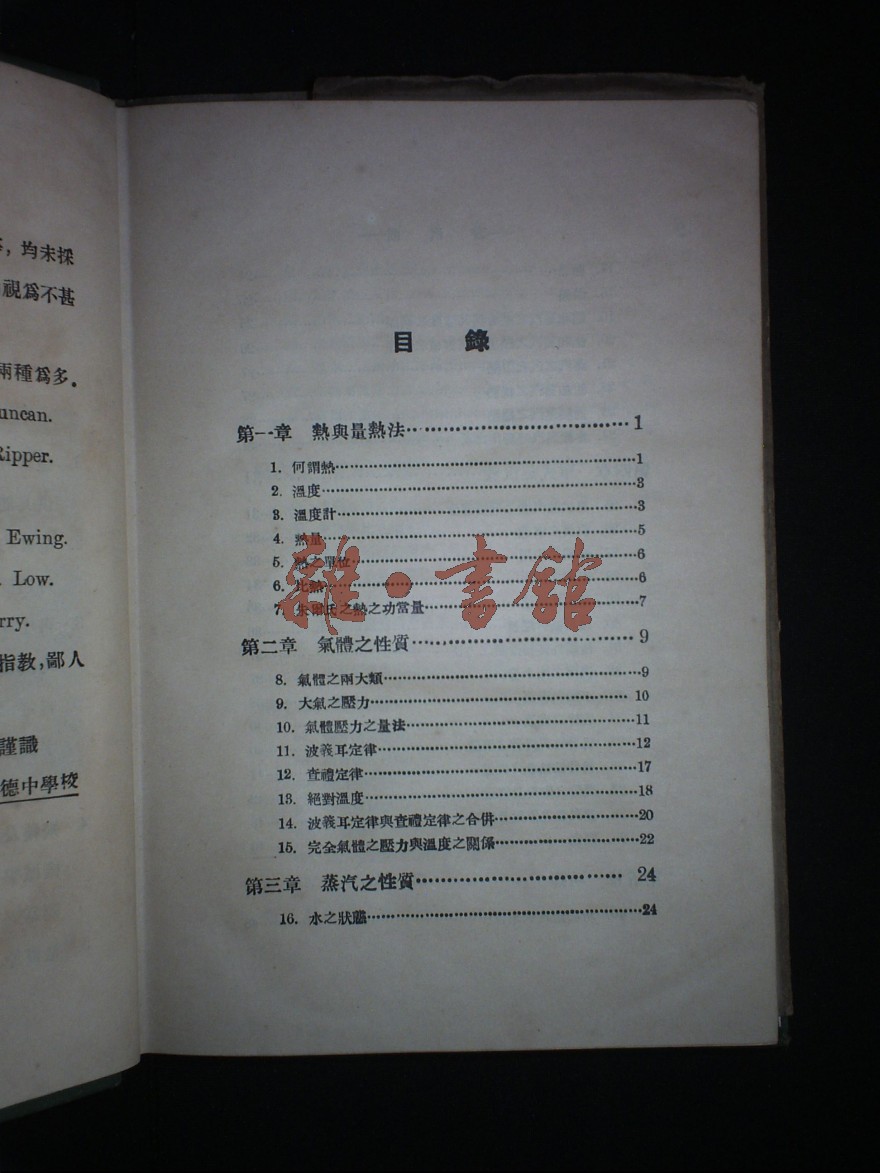 ，均未採
視爲不甚
兩種爲多．
uncan.
Ripper.
Ewing.
Low.
rry.
指教，鄙人
謹識
德中學校
目錄
第一章 熱與量熱法 1
1. 何謂熱 1
2. 溫度 3
3. 溫度計 3
4. 熱量 5
5. 熱之單位 6
6. 比熱 6
7. 朱爾氏之熱之功當量 7
第二章 氣體之性質 9
8. 氣體之兩大類 9
9. 大氣之壓力 10
10. 氣體壓力之量法 11
11. 波義耳定律 12
12. 查禮定律 17
13. 絕對溫度 18
14. 波義耳定律與查禮定律之合併 20
15. 完全氣體之壓力與溫度之關係 22
第三章 蒸汽之性質 24
16. 水之狀態 24
雜·書館